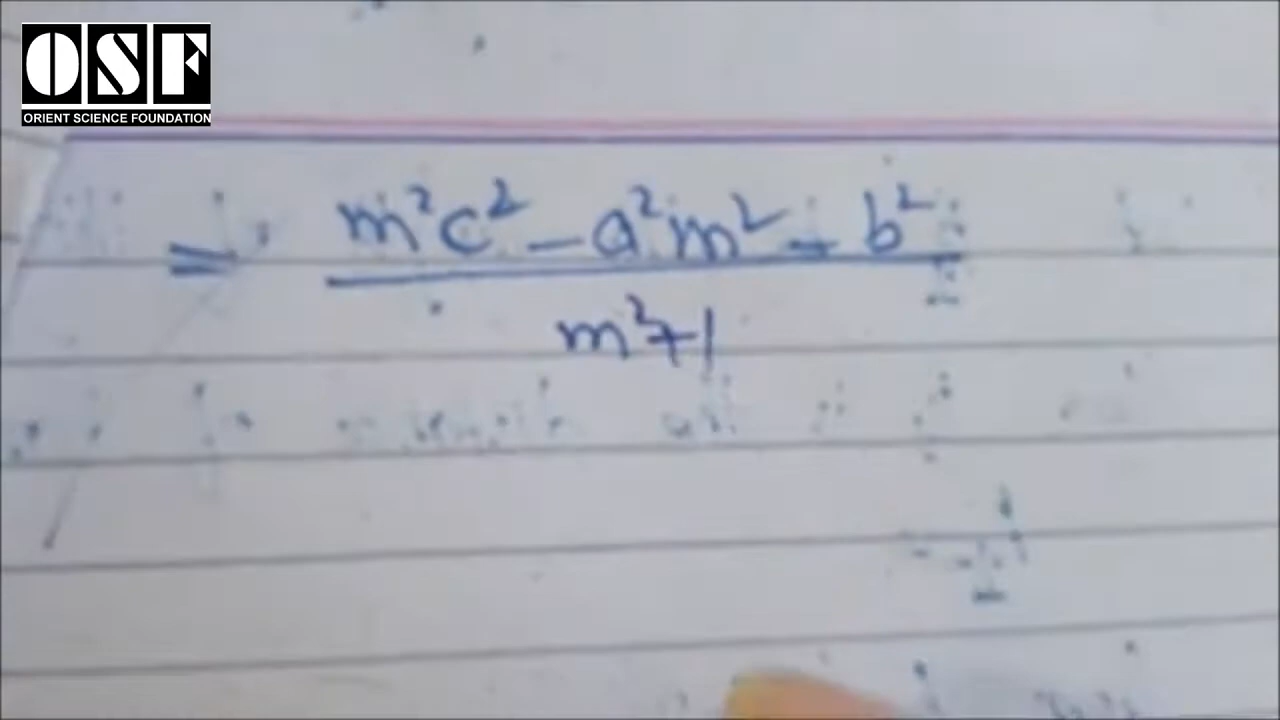 OSF
ORIENT SCIENCE FOUNDATION
= (m²c² - a²m² - b²) / (m²+1)